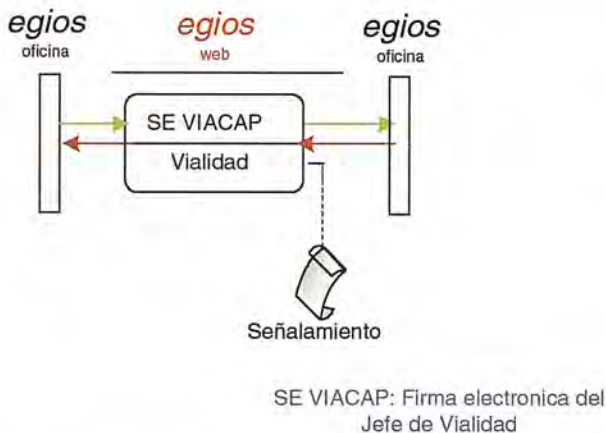 egios
oficina
egios
web
egios
oficina
SE VIACAP
Vialidad
Señalamiento
SE VIACAP: Firma electronica del
Jefe de Vialidad